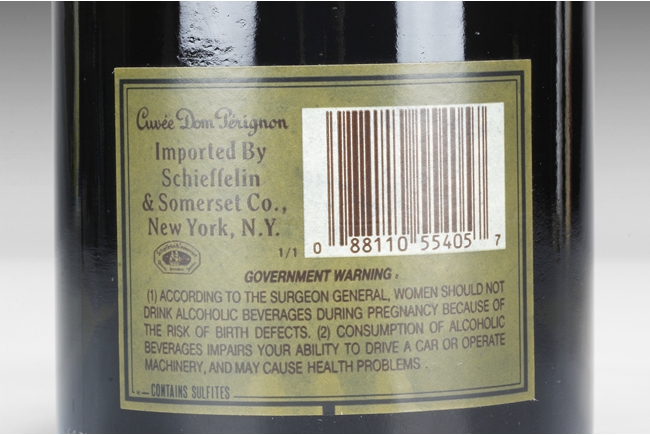 Cuvée Dom Pérignon
Imported By
Schieffelin
& Somerset Co.,
New York, N.Y.
1/1
0 88110 55405 7
GOVERNMENT WARNING:
(1) ACCORDING TO THE SURGEON GENERAL, WOMEN SHOULD NOT
DRINK ALCOHOLIC BEVERAGES DURING PREGNANCY BECAUSE OF
THE RISK OF BIRTH DEFECTS. (2) CONSUMPTION OF ALCOHOLIC
BEVERAGES IMPAIRS YOUR ABILITY TO DRIVE A CAR OR OPERATE
MACHINERY, AND MAY CAUSE HEALTH PROBLEMS.
CONTAINS SULFITES